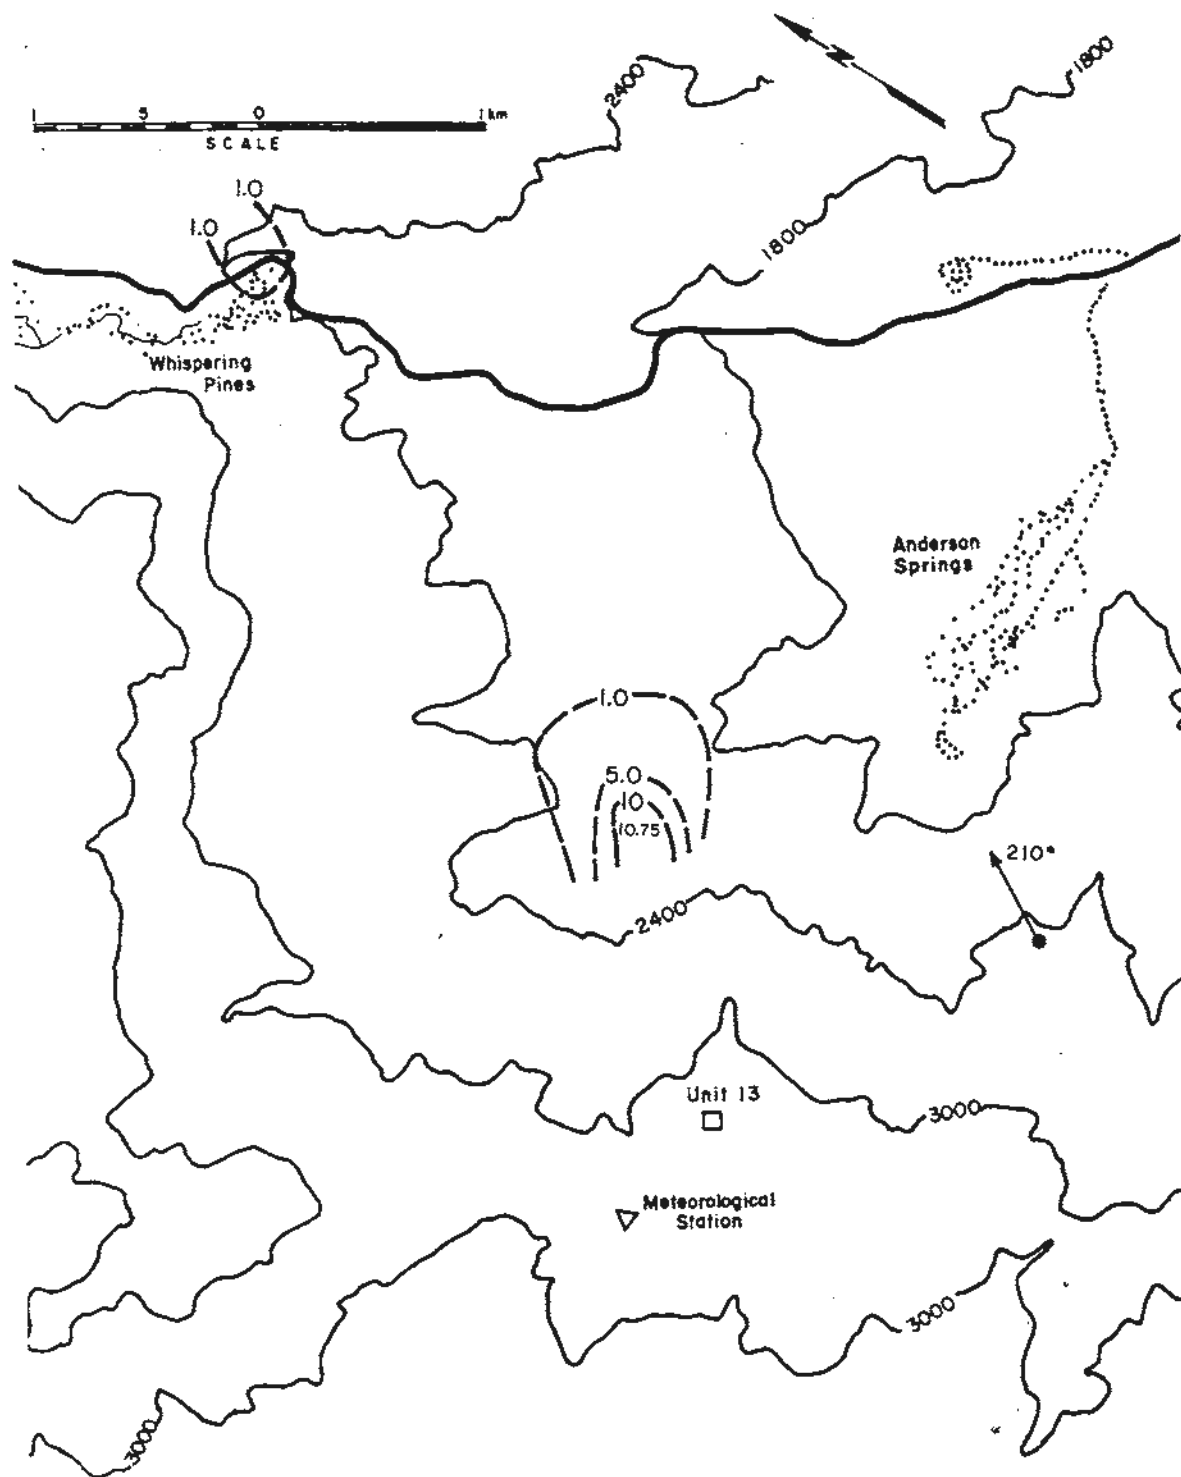 N
1800
2400
1 5 0 1 km
SCALE
1.0
1.0
1800
Whispering
Pines
Anderson
Springs
1.0
5.0
10
10.75
210°
2400
Unit 13
3000
Meteorological
Station
3000
3000